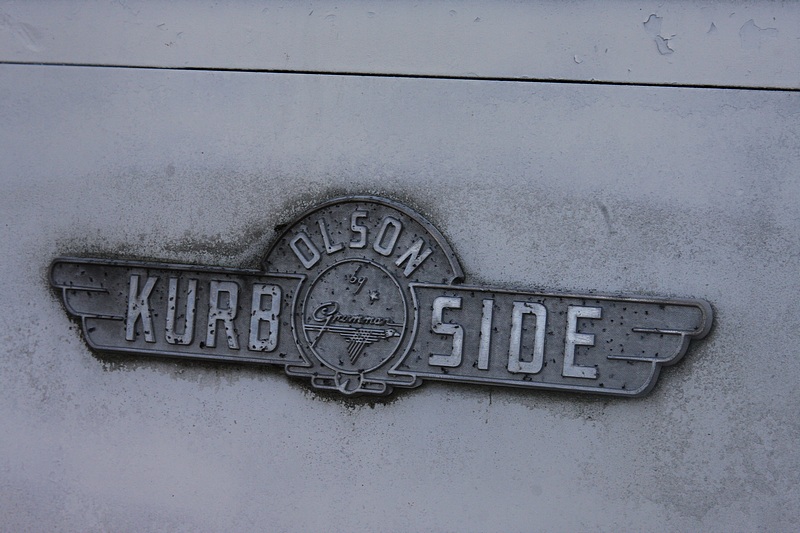 OLSON
by
Grumman
KURB SIDE